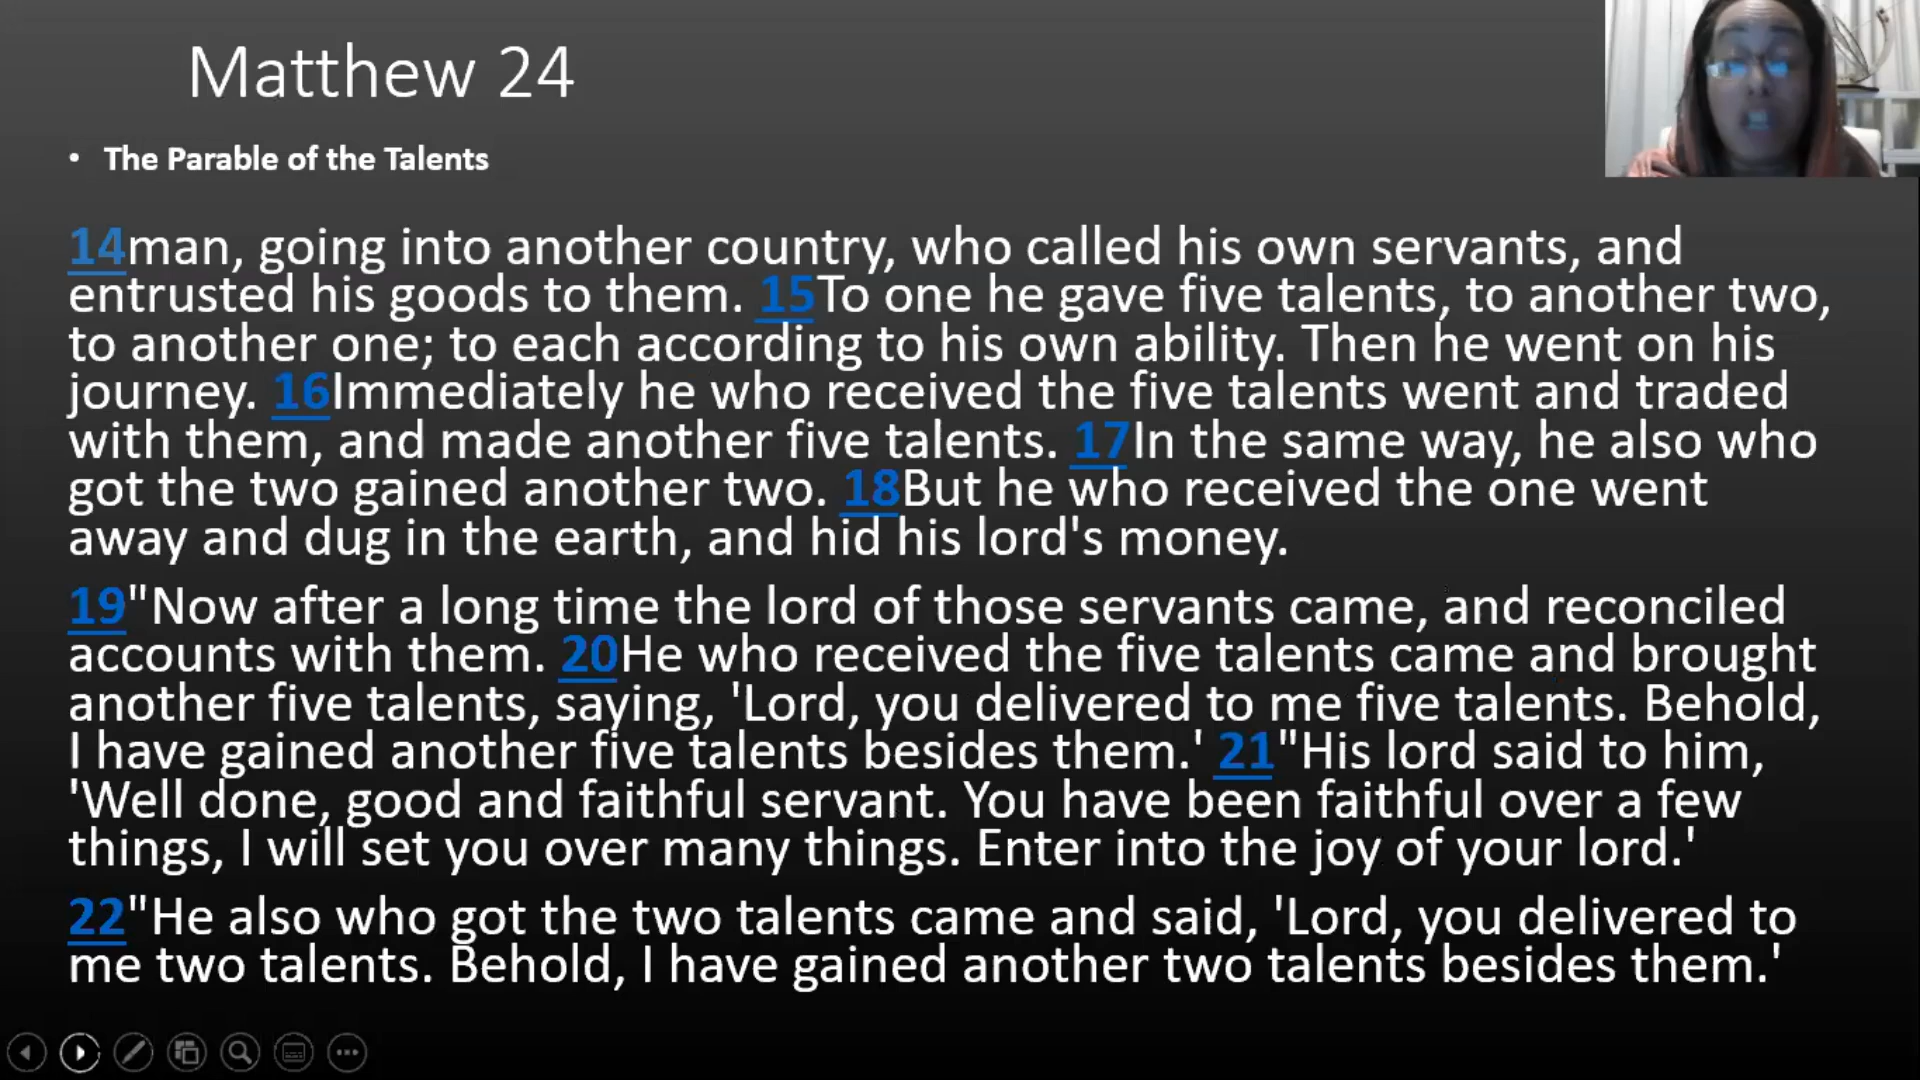 Matthew 24
• The Parable of the Talents
14man, going into another country, who called his own servants, and
entrusted his goods to them. 15To one he gave five talents, to another two,
to another one; to each according to his own ability. Then he went on his
journey. 16Immediately he who received the five talents went and traded
with them, and made another five talents. 17In the same way, he also who
got the two gained another two. 18But he who received the one went
away and dug in the earth, and hid his lord's money.
19"Now after a long time the lord of those servants came, and reconciled
accounts with them. 20He who received the five talents came and brought
another five talents, saying, 'Lord, you delivered to me five talents. Behold,
I have gained another five talents besides them.' 21"His lord said to him,
'Well done, good and faithful servant. You have been faithful over a few
things, I will set you over many things. Enter into the joy of your lord.'
22"He also who got the two talents came and said, 'Lord, you delivered to
me two talents. Behold, I have gained another two talents besides them.'